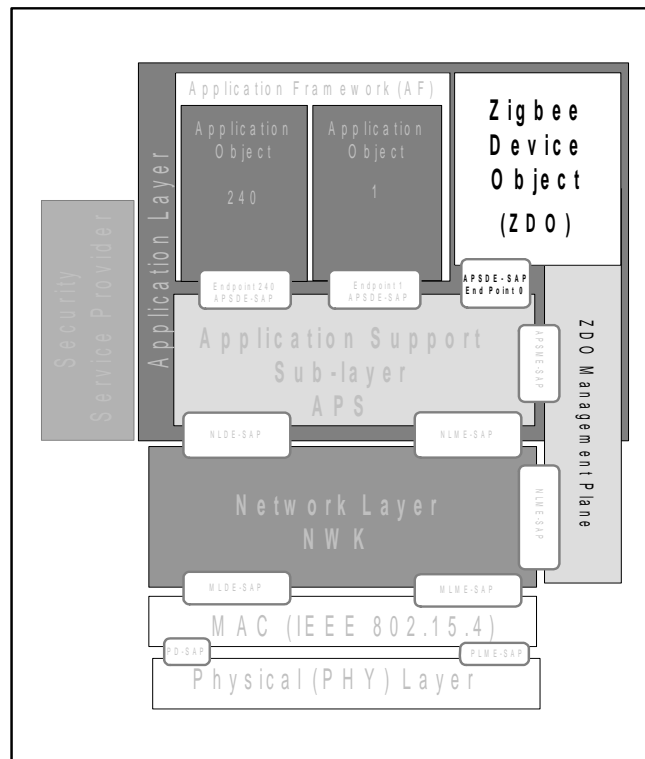 Application Framework (AF)
Application
Object
240
Application
Object
1
Zigbee
Device
Object
(ZDO)
Security
Service Provider
Application Layer
Endpoint 240
APSDE-SAP
Endpoint 1
APSDE-SAP
APSDE-SAP
End Point 0
Application Support
Sub-layer
APS
APSME-SAP
ZDO Management Plane
NLDE-SAP
NLME-SAP
Network Layer
NWK
NLME-SAP
MLDE-SAP
MLME-SAP
MAC (IEEE 802.15.4)
PD-SAP
PLME-SAP
Physical (PHY) Layer